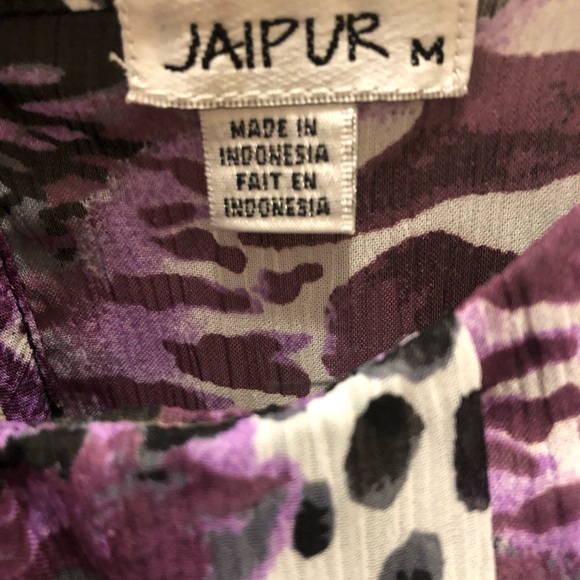 JAIPUR M
MADE IN
INDONESIA
FAIT EN
INDONESIA